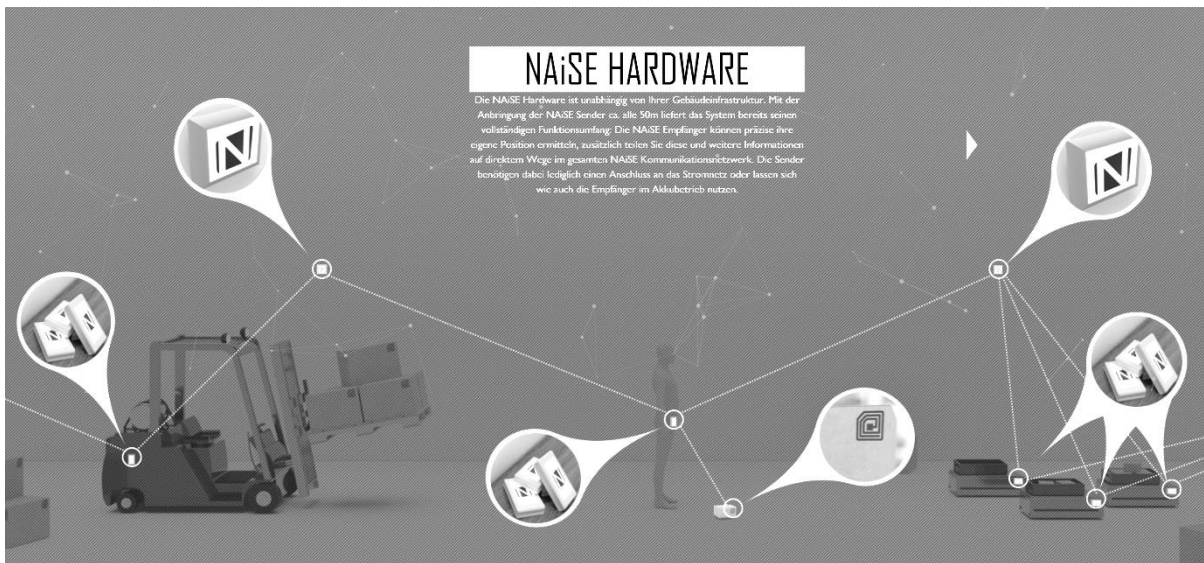 NAiSE HARDWARE
Die NAiSE Hardware ist unabhängig von Ihrer Gebäudeinfrastruktur. Mit der
Anbringung der NAiSE Sender ca. alle 50m liefert das System bereits seinen
vollständigen Funktionsumfang: Die NAiSE Empfänger können präzise ihre
eigene Position ermitteln, zusätzlich teilen Sie diese und weitere Informationen
auf direktem Wege im gesamten NAiSE Kommunikationsnetzwerk. Die Sender
benötigen dabei lediglich einen Anschluss an das Stromnetz oder lassen sich
wie auch die Empfänger im Akkubetrieb nutzen.